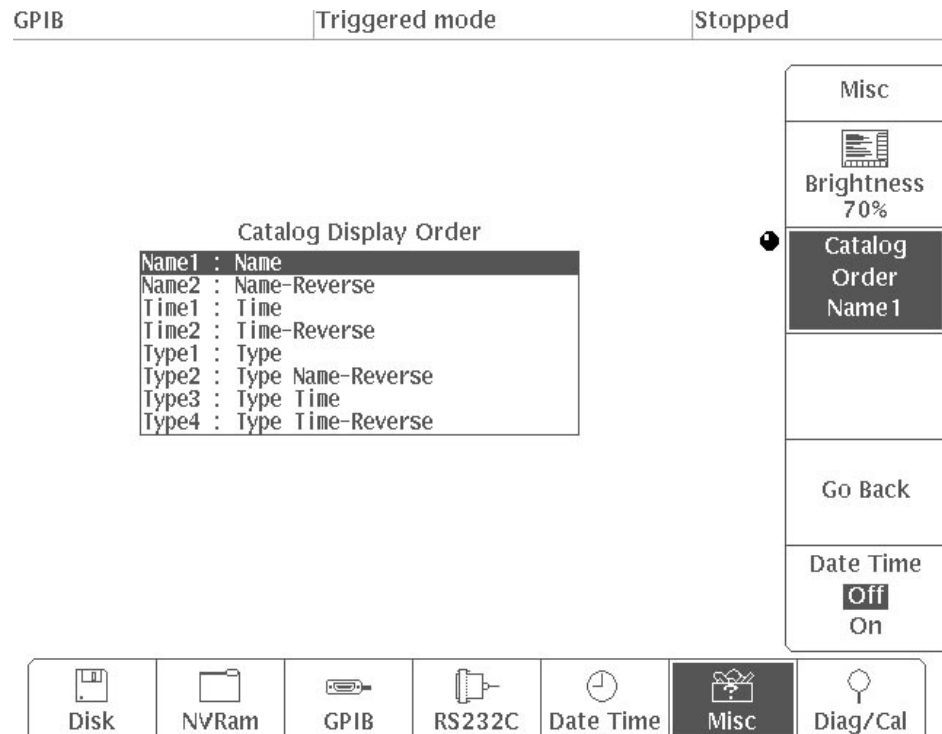 GPIB Triggered mode Stopped
Misc
Brightness
70%
Catalog
Order
Name1
Catalog Display Order
Name1 : Name
Name2 : Name-Reverse
Time1 : Time
Time2 : Time-Reverse
Type1 : Type
Type2 : Type Name-Reverse
Type3 : Type Time
Type4 : Type Time-Reverse
Go Back
Date Time
Off
On
Disk NVRam GPIB RS232C Date Time ? Misc Diag/Cal